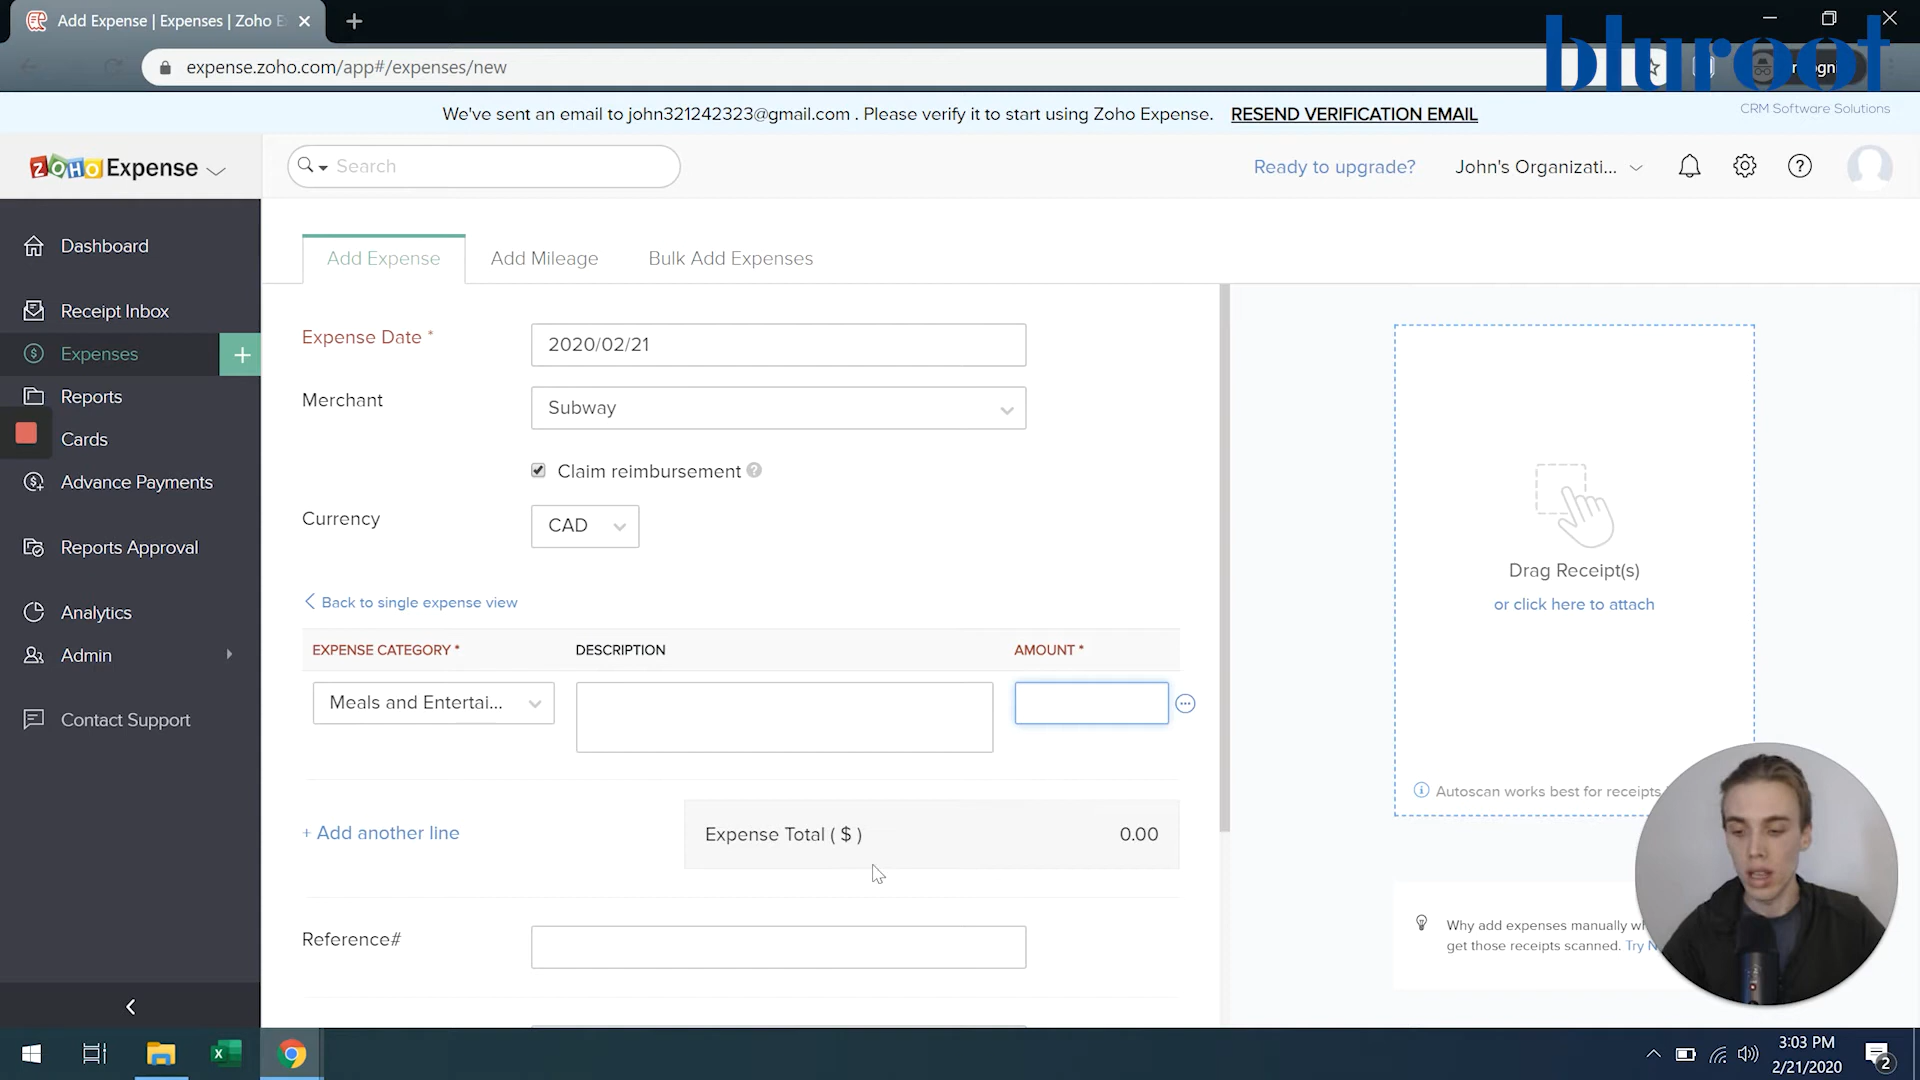 Add Expense | Expenses | Zoho E
expense.zoho.com/app#/expenses/new
bluroot
CRM Software Solutions
We've sent an email to john321242323@gmail.com . Please verify it to start using Zoho Expense. RESEND VERIFICATION EMAIL
ZOHO Expense
Search
Ready to upgrade?
John's Organizati...
Dashboard
Receipt Inbox
Expenses
+
Reports
Cards
Advance Payments
Reports Approval
Analytics
Admin
Contact Support
Add Expense
Add Mileage
Bulk Add Expenses
Expense Date *
2020/02/21
Merchant
Subway
Claim reimbursement
Currency
CAD
Back to single expense view
EXPENSE CATEGORY *
DESCRIPTION
AMOUNT *
Meals and Entertai...
+ Add another line
Expense Total ( $ )
0.00
Reference#
Drag Receipt(s)
or click here to attach
Autoscan works best for receipts
Why add expenses manually
get those receipts scanned. Try
3:03 PM
2/21/2020
2